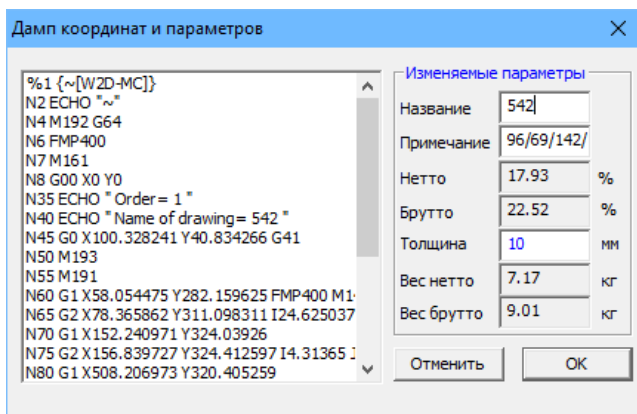 Дамп координат и параметров
%1 {~[W2D-MC]}
N2 ECHO "~"
N4 M192 G64
N6 FMP400
N7 M161
N8 G00 X0 Y0
N35 ECHO " Order= 1 "
N40 ECHO " Name of drawing= 542 "
N45 G0 X100.328241 Y40.834266 G41
N50 M193
N55 M191
N60 G1 X58.054475 Y282.159625 FMP400 M1
N65 G2 X78.365862 Y311.098311 I24.625037
N70 G1 X152.240971 Y324.03926
N75 G2 X156.839727 Y324.412597 I4.31365
N80 G1 X508.206973 Y320.405259
Изменяемые параметры
Название 542
Примечание 96/69/142/
Нетто 17.93 %
Брутто 22.52 %
Толщина 10 мм
Вес нетто 7.17 кг
Вес брутто 9.01 кг
Отменить OK